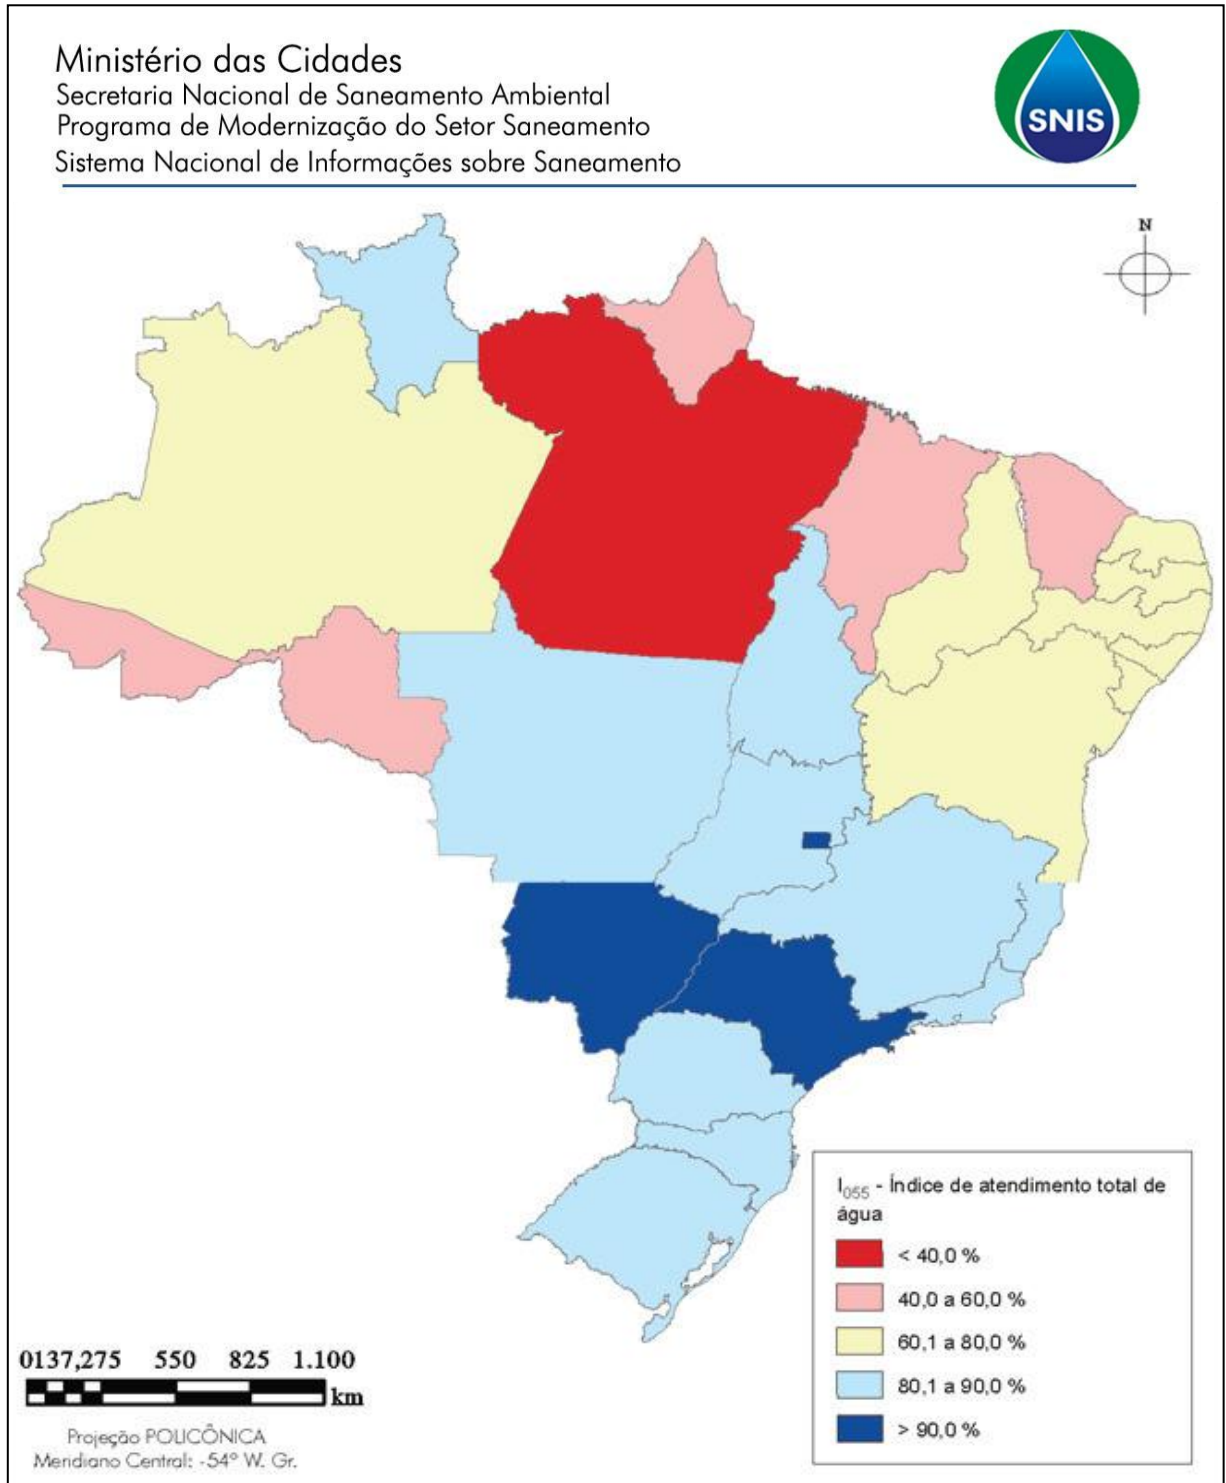 Ministério das Cidades
Secretaria Nacional de Saneamento Ambiental
Programa de Modernização do Setor Saneamento
Sistema Nacional de Informações sobre Saneamento
SNIS
N
I055 - Índice de atendimento total de
água
< 40,0 %
40,0 a 60,0 %
60,1 a 80,0 %
80,1 a 90,0 %
> 90,0 %
0137,275 550 825 1.100
km
Projeção POLICÔNICA
Meridiano Central: -54° W. Gr.